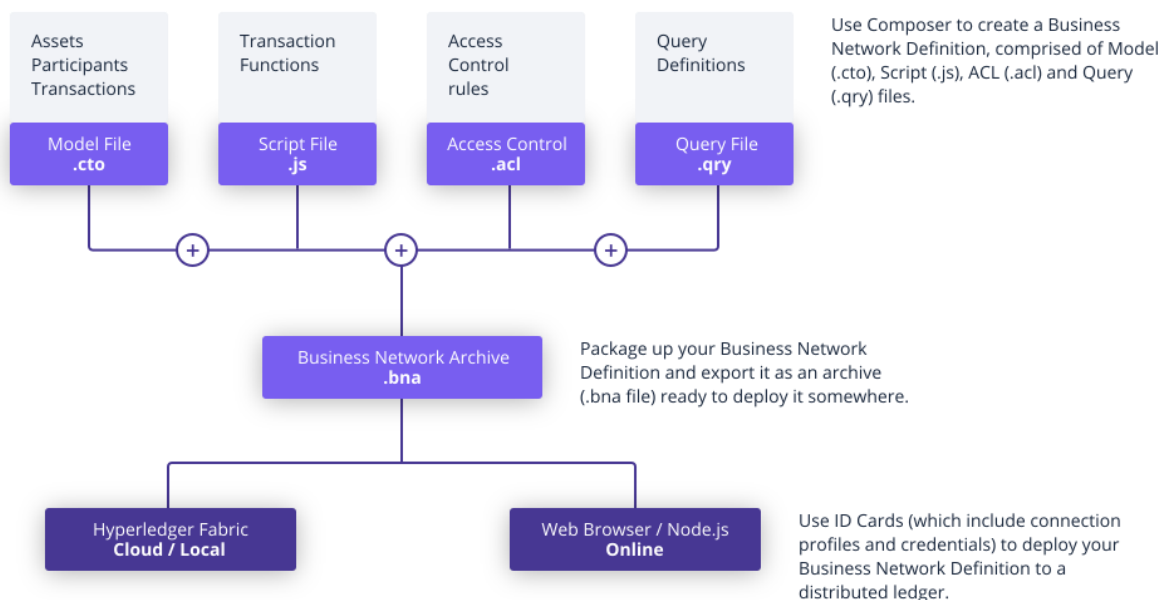 Assets
Participants
Transactions
Model File
.cto
Transaction
Functions
Script File
.js
Access
Control
rules
Access Control
.acl
Query
Definitions
Query File
.qry
Use Composer to create a Business
Network Definition, comprised of Model
(.cto), Script (.js), ACL (.acl) and Query
(.qry) files.
+
+
+
Business Network Archive
.bna
Package up your Business Network
Definition and export it as an archive
(.bna file) ready to deploy it somewhere.
Hyperledger Fabric
Cloud / Local
Web Browser / Node.js
Online
Use ID Cards (which include connection
profiles and credentials) to deploy your
Business Network Definition to a
distributed ledger.